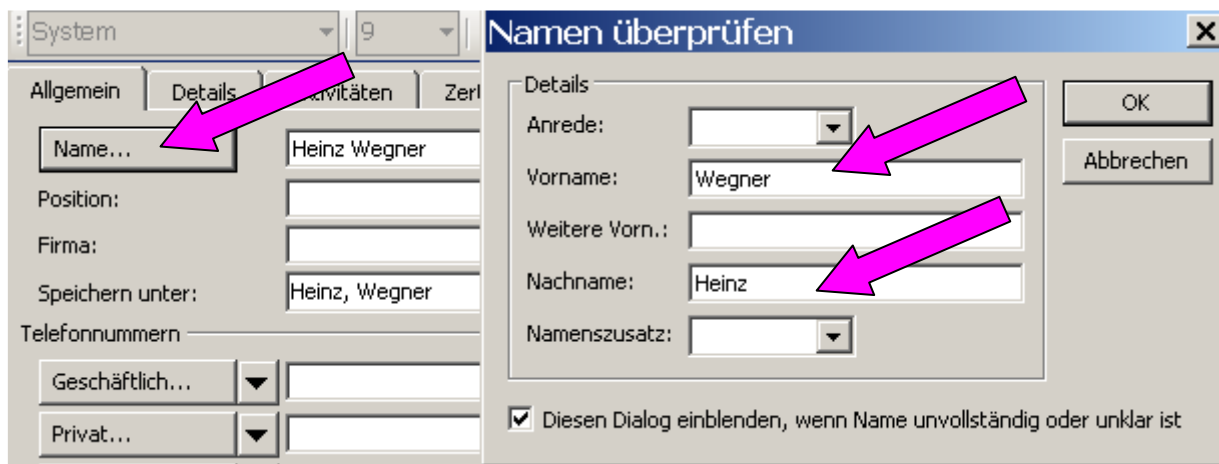 System 9
Allgemein Details Aktivitäten
Name... Heinz Wegner
Position:
Firma:
Speichern unter: Heinz, Wegner
Telefonnummern
Geschäftlich...
Privat...
Namen überprüfen
Details
Anrede:
Vorname: Wegner
Weitere Vorn.:
Nachname: Heinz
Namenszusatz:
OK
Abbrechen
Diesen Dialog einblenden, wenn Name unvollständig oder unklar ist